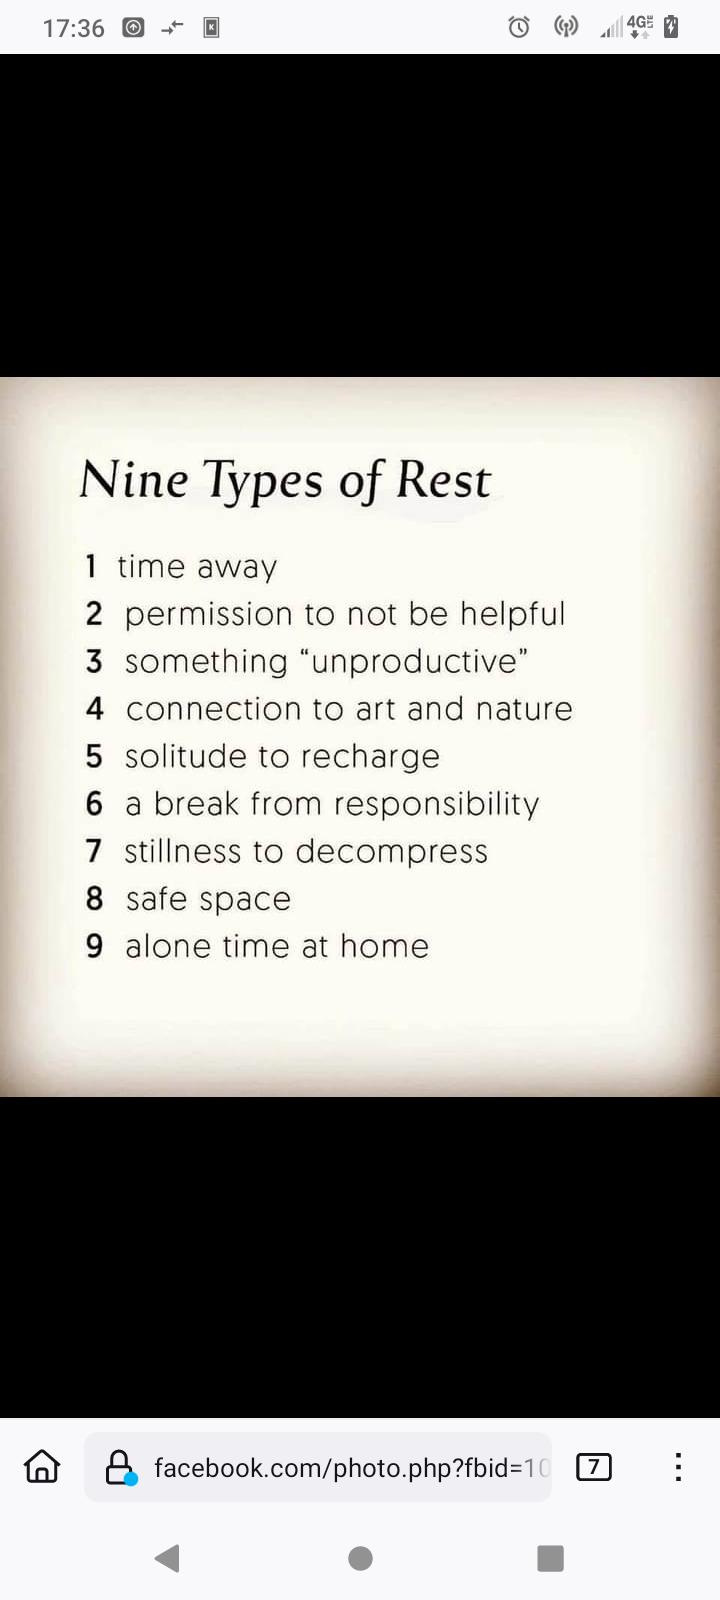 17:36
4G LTE
Nine Types of Rest
1 time away
2 permission to not be helpful
3 something “unproductive”
4 connection to art and nature
5 solitude to recharge
6 a break from responsibility
7 stillness to decompress
8 safe space
9 alone time at home
facebook.com/photo.php?fbid=10
7